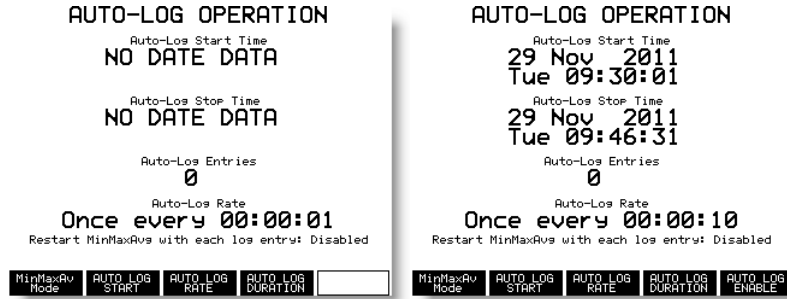 AUTO-LOG OPERATION
Auto-Log Start Time
NO DATE DATA
Auto-Log Stop Time
NO DATE DATA
Auto-Log Entries
0
Auto-Log Rate
Once every 00:00:01
Restart MinMaxAvg with each log entry: Disabled
MinMaxAv Mode
AUTO LOG START
AUTO LOG RATE
AUTO LOG DURATION
AUTO-LOG OPERATION
Auto-Log Start Time
29 Nov 2011
Tue 09:30:01
Auto-Log Stop Time
29 Nov 2011
Tue 09:46:31
Auto-Log Entries
0
Auto-Log Rate
Once every 00:00:10
Restart MinMaxAvg with each log entry: Disabled
MinMaxAv Mode
AUTO LOG START
AUTO LOG RATE
AUTO LOG DURATION
AUTO LOG ENABLE